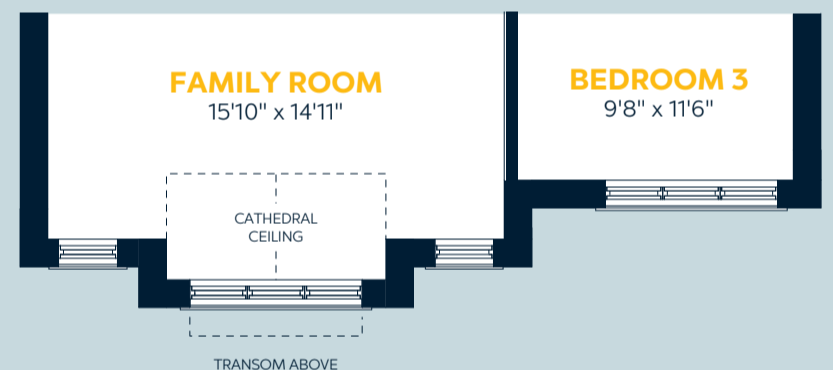 FAMILY ROOM
15'10" x 14'11"
BEDROOM 3
9'8" x 11'6"
CATHEDRAL
CEILING
TRANSOM ABOVE